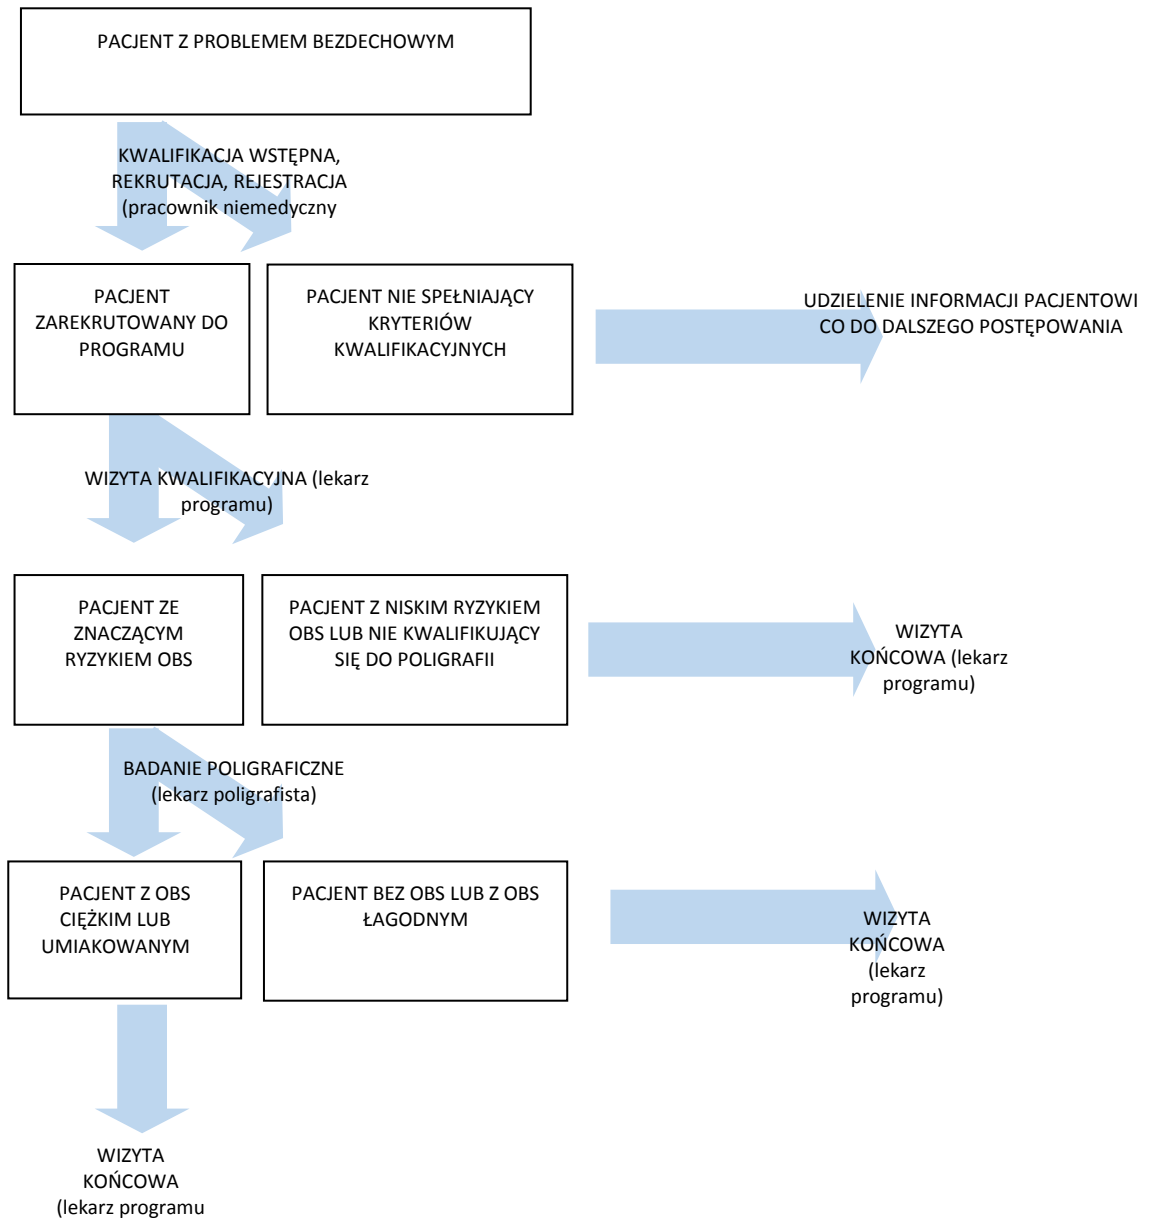 PACJENT Z PROBLEMEM BEZDECHOWYM
KWALIFIKACJA WSTĘPNA,
REKRUTACJA, REJESTRACJA
(pracownik niemedyczny
PACJENT
ZAREKRUTOWANY DO
PROGRAMU
PACJENT NIE SPEŁNIAJĄCY
KRYTERIÓW
KWALIFIKACYJNYCH
UDZIELENIE INFORMACJI PACJENTOWI
CO DO DALSZEGO POSTĘPOWANIA
WIZYTA KWALIFIKACYJNA (lekarz
programu)
PACJENT ZE
ZNACZĄCYM
RYZYKIEM OBS
PACJENT Z NISKIM RYZYKIEM
OBS LUB NIE KWALIFIKUJĄCY
SIĘ DO POLIGRAFII
WIZYTA
KOŃCOWA (lekarz
programu)
BADANIE POLIGRAFICZNE
(lekarz poligrafista)
PACJENT Z OBS
CIĘŻKIM LUB
UMIAKOWANYM
PACJENT BEZ OBS LUB Z OBS
ŁAGODNYM
WIZYTA
KOŃCOWA
(lekarz
programu)
WIZYTA
KOŃCOWA
(lekarz programu